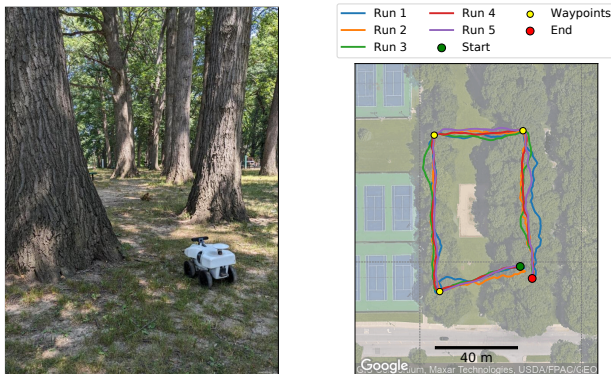 Run 1
Run 2
Run 3
Run 4
Run 5
Start
Waypoints
End
40 m
Google
Maxar Technologies, USDA/FPAC/GEO